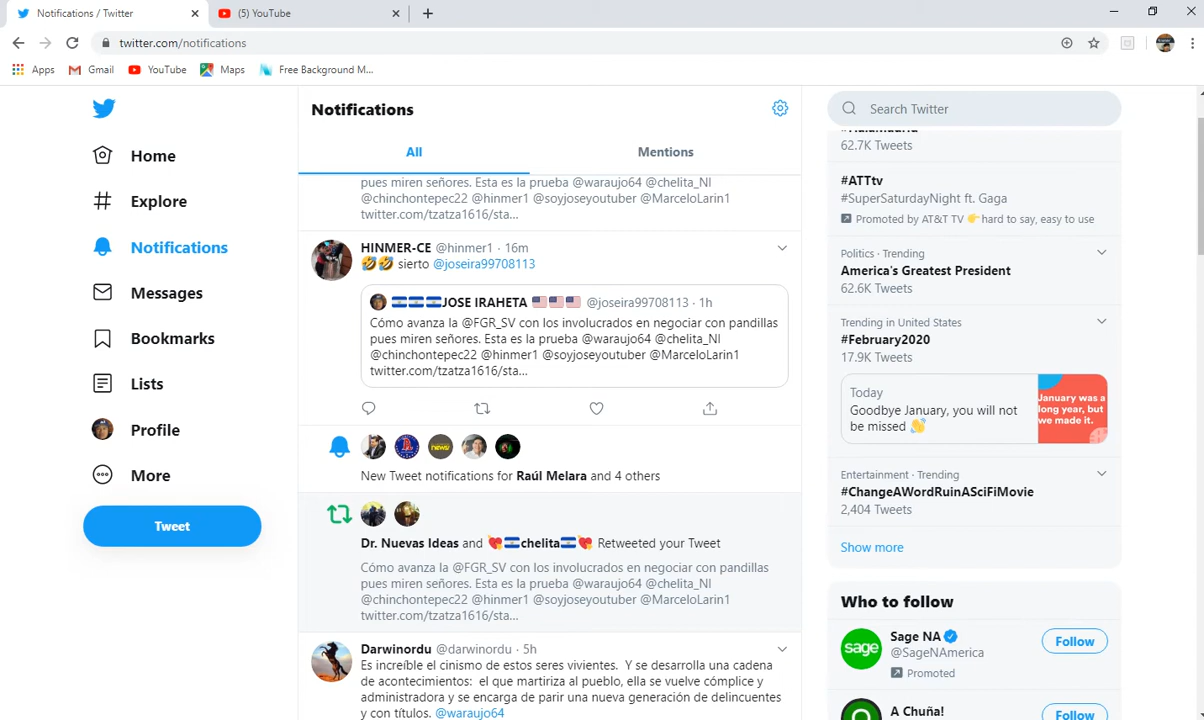 Notifications / Twitter
(5) YouTube
twitter.com/notifications
Apps
Gmail
YouTube
Maps
Free Background M...
Home
Explore
Notifications
Messages
Bookmarks
Lists
Profile
More
Tweet
Notifications
All
Mentions
pues miren señores. Esta es la prueba @waraujo64 @chelita_NI
@chinchontepec22 @hinmer1 @soyjoseyoutuber @MarceloLarin1
twitter.com/tzatza1616/sta...
HINMER-CE @hinmer1 · 16m
🤣🤣 sierto @joseira99708113
🇸🇻🇸🇻🇸🇻JOSE IRAHETA 🇺🇸🇺🇸🇺🇸 @joseira99708113 · 1h
Cómo avanza la @FGR_SV con los involucrados en negociar con pandillas
pues miren señores. Esta es la prueba @waraujo64 @chelita_NI
@chinchontepec22 @hinmer1 @soyjoseyoutuber @MarceloLarin1
twitter.com/tzatza1616/sta...
New Tweet notifications for Raúl Melara and 4 others
Dr. Nuevas Ideas and 💘🇸🇻chelita🇸🇻💘 Retweeted your Tweet
Cómo avanza la @FGR_SV con los involucrados en negociar con pandillas
pues miren señores. Esta es la prueba @waraujo64 @chelita_NI
@chinchontepec22 @hinmer1 @soyjoseyoutuber @MarceloLarin1
twitter.com/tzatza1616/sta...
Darwinordu @darwinordu · 5h
Es increíble el cinismo de estos seres vivientes. Y se desarrolla una cadena
de acontecimientos: el que martiriza al pueblo, ella se vuelve cómplice y
administradora y se encarga de parir una nueva generación de delincuentes
y con títulos. @waraujo64
Search Twitter
62.7K Tweets
#ATTtv
#SuperSaturdayNight ft. Gaga
Promoted by AT&T TV 👉 hard to say, easy to use
Politics · Trending
America's Greatest President
62.6K Tweets
Trending in United States
#February2020
17.9K Tweets
Today
Goodbye January, you will not
be missed 👋
January was a
long year, but
we made it.
Entertainment · Trending
#ChangeAWordRuinASciFiMovie
2,404 Tweets
Show more
Who to follow
sage
Sage NA
@SageNAmerica
Promoted
Follow
A Chuña!
Follow